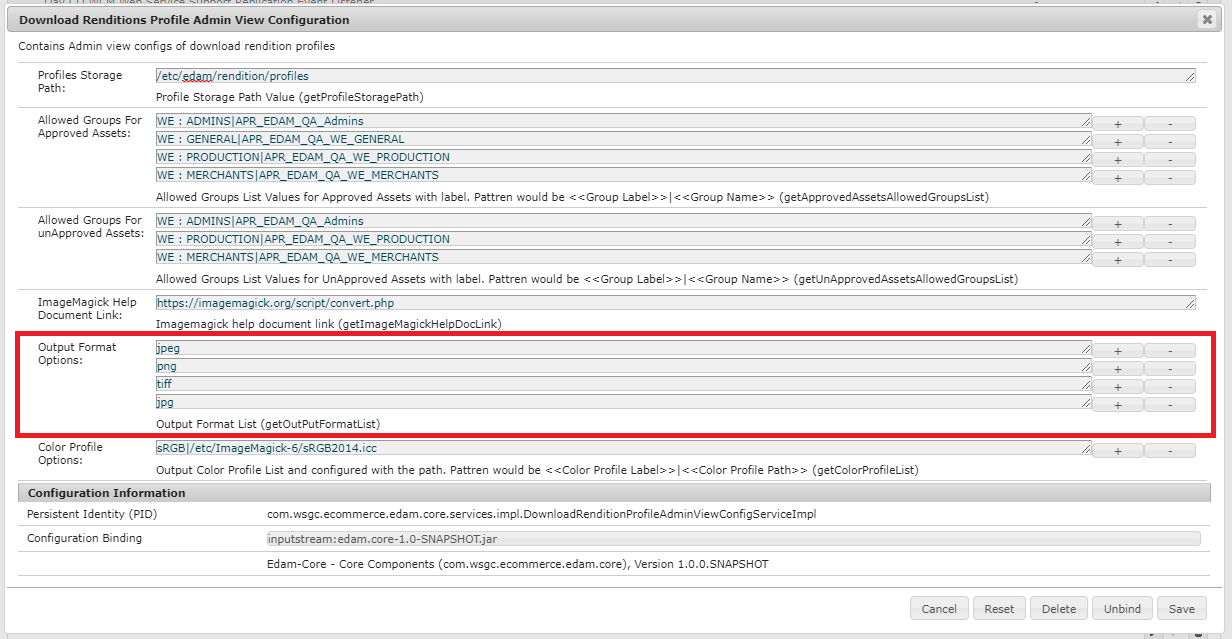 Download Renditions Profile Admin View Configuration
Contains Admin view configs of download rendition profiles
Profiles Storage
Path:
/etc/edam/rendition/profiles
Profile Storage Path Value (getProfileStoragePath)
Allowed Groups For
Approved Assets:
WE : ADMINS|APR_EDAM_QA_Admins
+ -
WE : GENERAL|APR_EDAM_QA_WE_GENERAL
+ -
WE : PRODUCTION|APR_EDAM_QA_WE_PRODUCTION
+ -
WE : MERCHANTS|APR_EDAM_QA_WE_MERCHANTS
+ -
Allowed Groups List Values for Approved Assets with label. Pattren would be <<Group Label>>|<<Group Name>> (getApprovedAssetsAllowedGroupsList)
Allowed Groups For
unApproved Assets:
WE : ADMINS|APR_EDAM_QA_Admins
+ -
WE : PRODUCTION|APR_EDAM_QA_WE_PRODUCTION
+ -
WE : MERCHANTS|APR_EDAM_QA_WE_MERCHANTS
+ -
Allowed Groups List Values for UnApproved Assets with label. Pattren would be <<Group Label>>|<<Group Name>> (getUnApprovedAssetsAllowedGroupsList)
ImageMagick Help
Document Link:
https://imagemagick.org/script/convert.php
Imagemagick help document link (getImageMagickHelpDocLink)
Output Format
Options:
jpeg
+ -
png
+ -
tiff
+ -
jpg
+ -
Output Format List (getOutPutFormatList)
Color Profile
Options:
sRGB|/etc/ImageMagick-6/sRGB2014.icc
+ -
Output Color Profile List and configured with the path. Pattren would be <<Color Profile Label>>|<<Color Profile Path>> (getColorProfileList)
Configuration Information
Persistent Identity (PID)
com.wsgc.ecommerce.edam.core.services.impl.DownloadRenditionProfileAdminViewConfigServiceImpl
Configuration Binding
inputstream:edam.core-1.0-SNAPSHOT.jar
Edam-Core - Core Components (com.wsgc.ecommerce.edam.core), Version 1.0.0.SNAPSHOT
Cancel Reset Delete Unbind Save